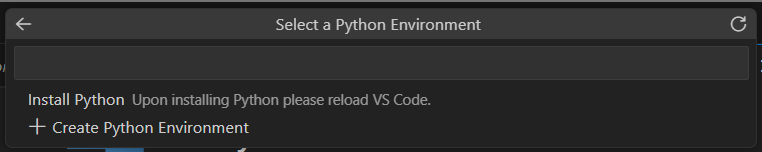 Select a Python Environment
Install Python Upon installing Python please reload VS Code.
Create Python Environment